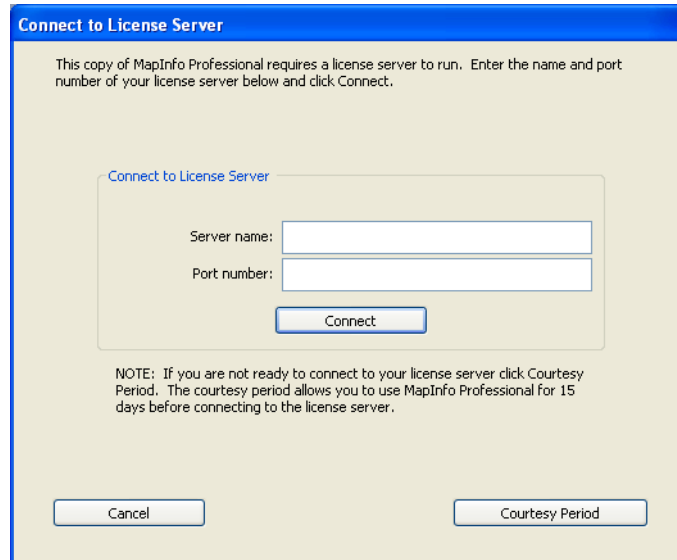 Connect to License Server
This copy of MapInfo Professional requires a license server to run.  Enter the name and port
number of your license server below and click Connect.
Connect to License Server
Server name:
Port number:
Connect
NOTE:  If you are not ready to connect to your license server click Courtesy
Period.  The courtesy period allows you to use MapInfo Professional for 15
days before connecting to the license server.
Cancel
Courtesy Period